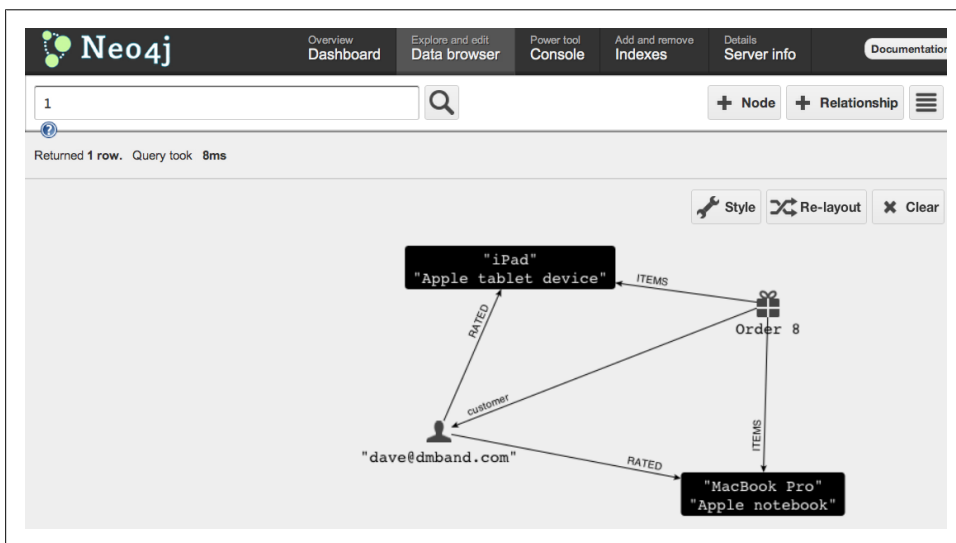 Neo4j
Overview
Dashboard
Explore and edit
Data browser
Power tool
Console
Add and remove
Indexes
Details
Server info
Documentation
1
+ Node
+ Relationship
?
Returned 1 row. Query took 8ms
Style
Re-layout
Clear
"iPad"
"Apple tablet device"
ITEMS
Order 8
RATED
customer
ITEMS
"dave@dmband.com"
RATED
"MacBook Pro"
"Apple notebook"